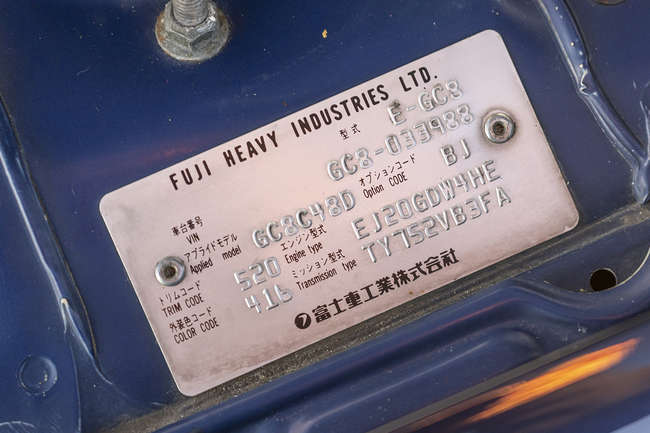 FUJI HEAVY INDUSTRIES LTD.
型式 E-GC8
車台番号 VIN GC8-033988
アプライドモデル Applied model GC8C48D オプションコード Option CODE BJ
トリムコード TRIM CODE 520 エンジン型式 Engine type EJ20GDW4HE
外装色コード COLOR CODE 416 ミッション型式 Transmission type TY752VB3FA
富士重工業株式会社